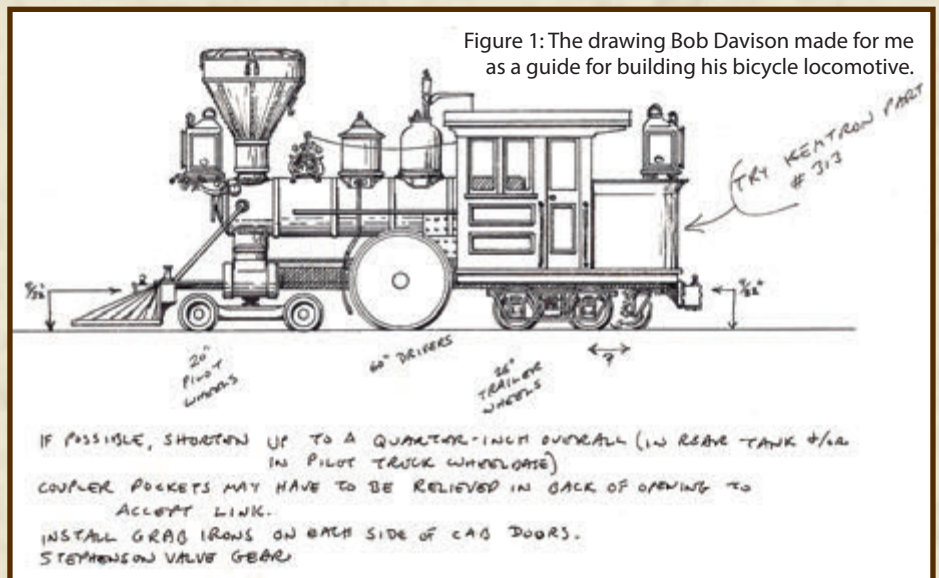 Figure 1: The drawing Bob Davison made for me
as a guide for building his bicycle locomotive.
TRY KEMTRON PART
# 313
20"
PILOT
WHEELS
60" DRIVERS
26"
TRAILER
WHEELS
?
IF POSSIBLE, SHORTEN UP TO A QUARTER-INCH OVERALL (IN REAR TANK &/OR
IN PILOT TRUCK WHEELBASE)
COUPLER POCKETS MAY HAVE TO BE RELIEVED IN BACK OF OPENING TO
ACCEPT LINK.
INSTALL GRAB IRONS ON EACH SIDE OF CAB DOORS.
STEPHENSON VALVE GEAR